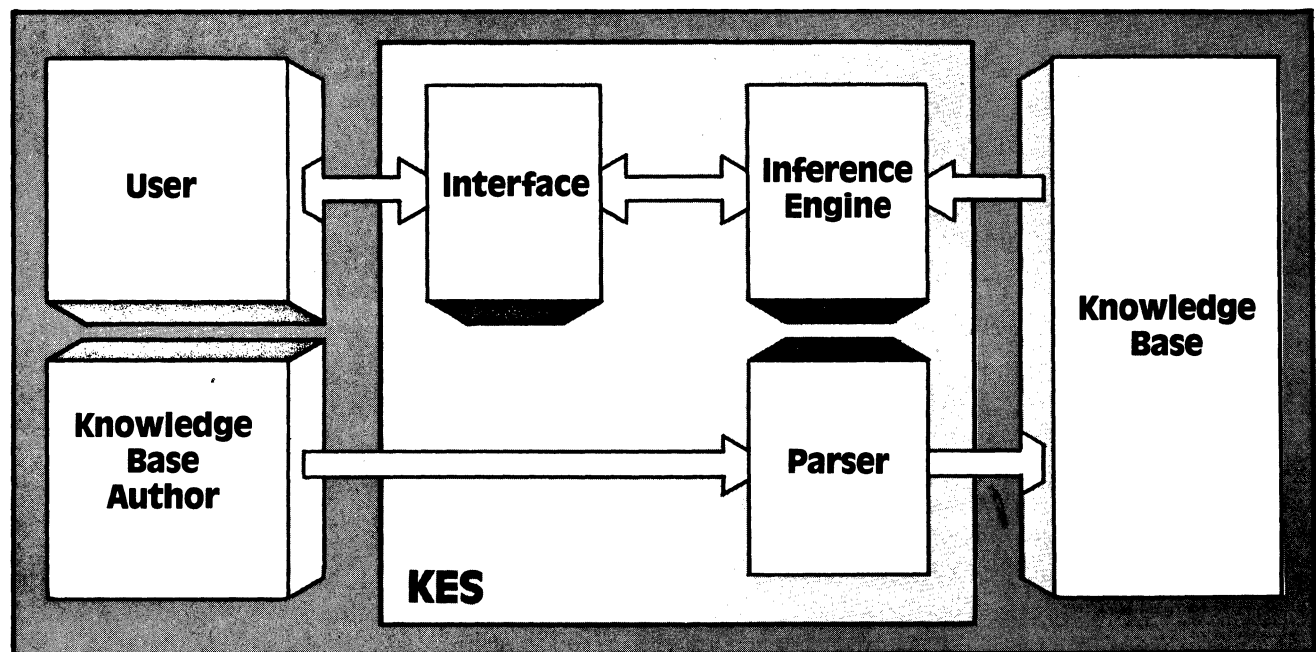 User
Interface
Inference
Engine
Knowledge
Base
Knowledge
Base
Author
Parser
KES